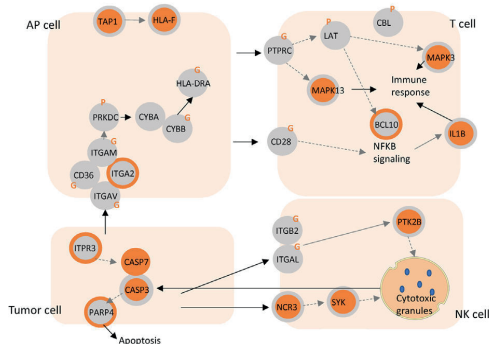 AP cell
TAP1
HLA-F
T cell
P
CBL
P
LAT
G
PTPRC
MAPK3
G
HLA-DRA
MAPK13
Immune
response
P
PRKDC
CYBA
CYBB
BCL10
NFKB
signaling
IL1B
G
CD28
G
ITGAM
CD36
ITGA2
G
ITGAV
G
ITPR3
CASP7
CASP3
PARP4
Apoptosis
Tumor cell
G
ITGB2
ITGAL
PTK2B
NCR3
SYK
Cytotoxic
granules
NK cell